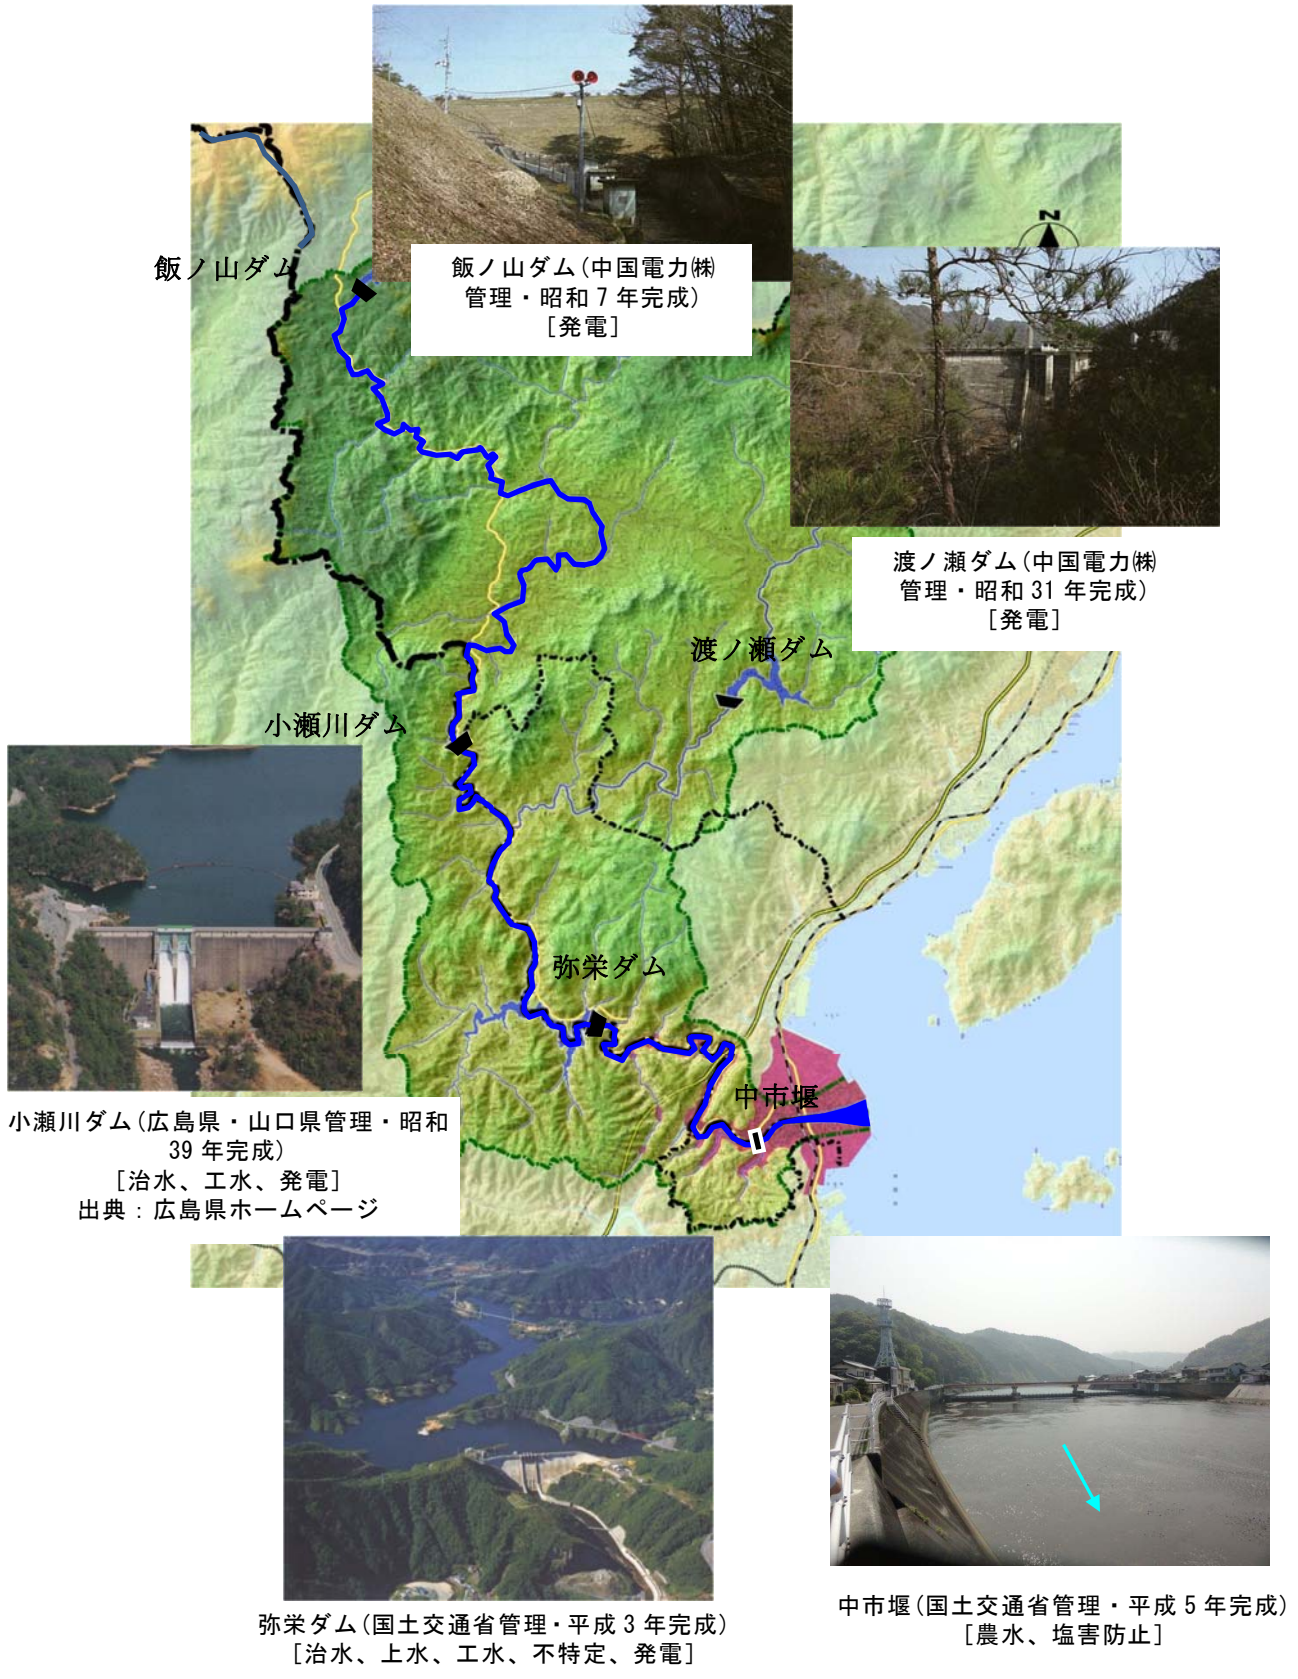 N
飯ノ山ダム
飯ノ山ダム(中国電力㈱
管理・昭和7年完成)
[発電]
渡ノ瀬ダム(中国電力㈱
管理・昭和31年完成)
[発電]
渡ノ瀬ダム
小瀬川ダム
弥栄ダム
中市堰
小瀬川ダム(広島県・山口県管理・昭和
39年完成)
[治水、工水、発電]
出典：広島県ホームページ
弥栄ダム(国土交通省管理・平成3年完成)
[治水、上水、工水、不特定、発電]
中市堰(国土交通省管理・平成5年完成)
[農水、塩害防止]